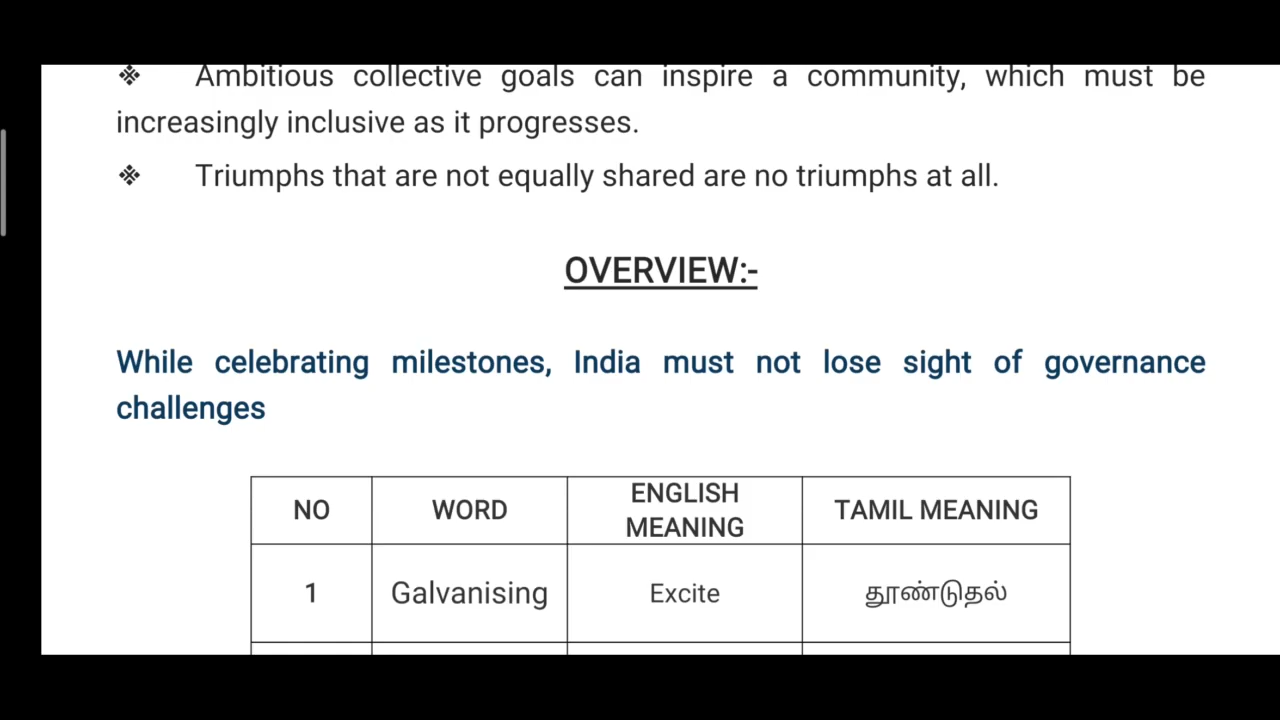 ❖ Ambitious collective goals can inspire a community, which must be
increasingly inclusive as it progresses.
❖ Triumphs that are not equally shared are no triumphs at all.
OVERVIEW:-
While celebrating milestones, India must not lose sight of governance
challenges
NO WORD ENGLISH MEANING TAMIL MEANING
1 Galvanising Excite தூண்டுதல்